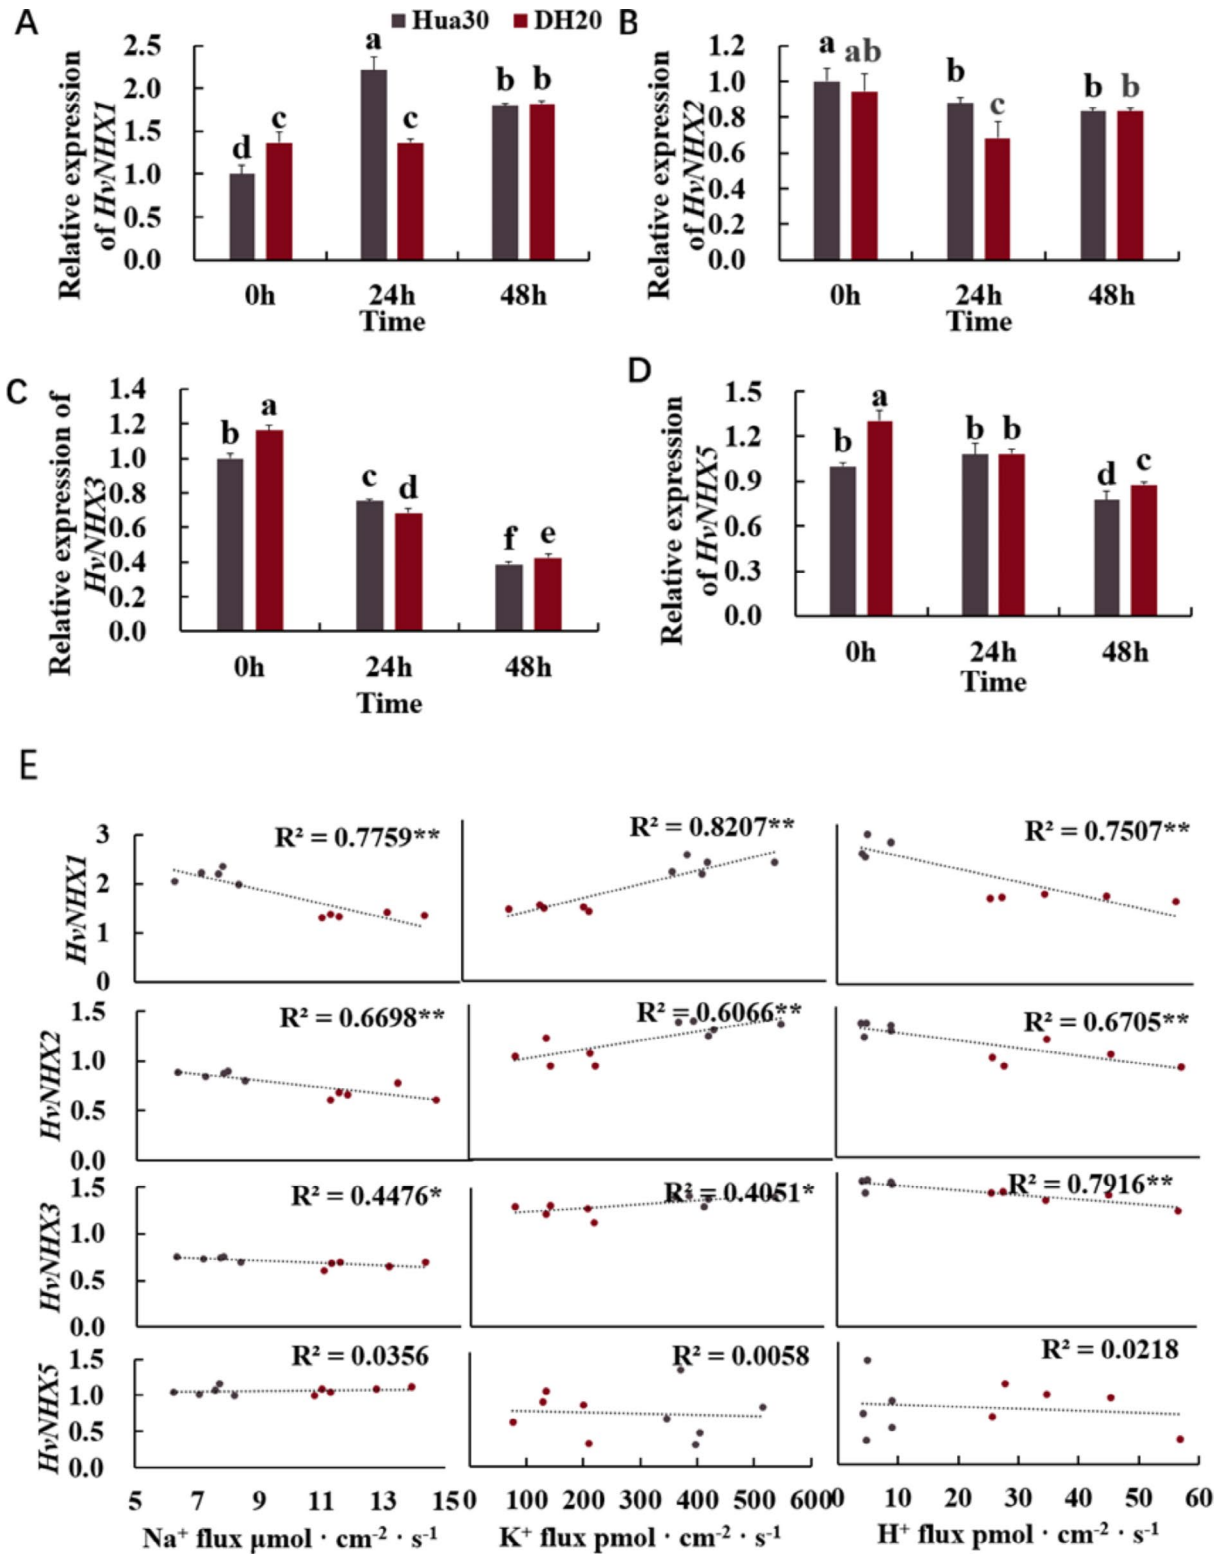 A
Hua30 DH20
Relative expression
of HvNHX1
2.5
2.0
1.5
1.0
0.5
0.0
d c a c b b
0h 24h 48h
Time
B
Relative expression
of HvNHX2
1.2
1.0
0.8
0.6
0.4
0.2
0.0
a ab b c b b
0h 24h 48h
Time
C
Relative expression of
HvNHX3
1.4
1.2
1.0
0.8
0.6
0.4
0.2
0.0
b a c d f e
0h 24h 48h
Time
D
Relative expression
of HvNHX5
1.5
1.2
0.9
0.6
0.3
0.0
b a b b d c
0h 24h 48h
Time
E
HvNHX1
3
2
1
0
R² = 0.7759** R² = 0.8207** R² = 0.7507**
HvNHX2
1.5
1.0
0.5
0.0
R² = 0.6698** R² = 0.6066** R² = 0.6705**
HvNHX3
1.5
1.0
0.5
0.0
R² = 0.4476* R² = 0.4051* R² = 0.7916**
HvNHX5
1.5
1.0
0.5
0.0
R² = 0.0356 R² = 0.0058 R² = 0.0218
5 7 9 11 13 15 0 100 200 300 400 500 600 0 10 20 30 40 50 60
Na⁺ flux μmol · cm⁻² · s⁻¹ K⁺ flux pmol · cm⁻² · s⁻¹ H⁺ flux pmol · cm⁻² · s⁻¹